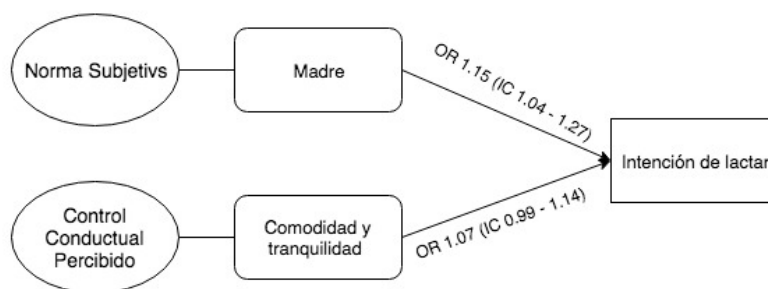 Norma Subjetivs
Madre
OR 1.15 (IC 1.04 - 1.27)
Intención de lactar
Control
Conductual
Percibido
Comodidad y
tranquilidad
OR 1.07 (IC 0.99 - 1.14)